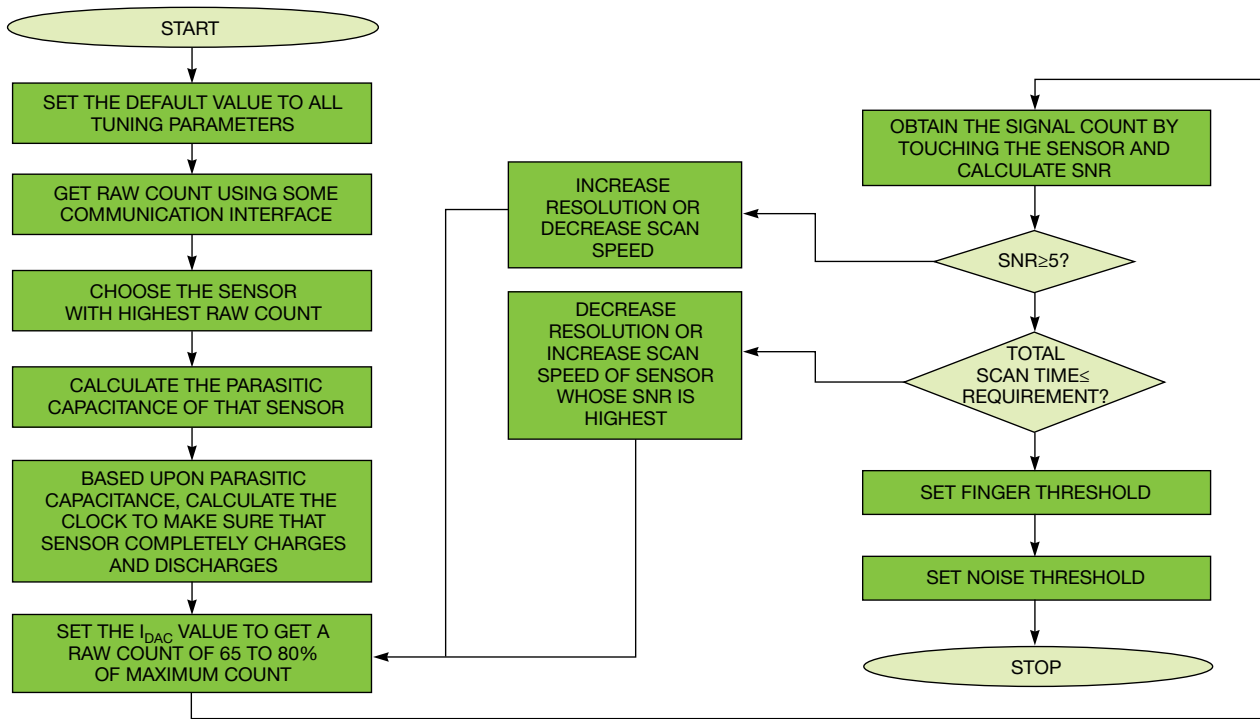 START
SET THE DEFAULT VALUE TO ALL
TUNING PARAMETERS
GET RAW COUNT USING SOME
COMMUNICATION INTERFACE
CHOOSE THE SENSOR
WITH HIGHEST RAW COUNT
CALCULATE THE PARASITIC
CAPACITANCE OF THAT SENSOR
BASED UPON PARASITIC
CAPACITANCE, CALCULATE THE
CLOCK TO MAKE SURE THAT
SENSOR COMPLETELY CHARGES
AND DISCHARGES
SET THE IDAC VALUE TO GET A
RAW COUNT OF 65 TO 80%
OF MAXIMUM COUNT
INCREASE
RESOLUTION OR
DECREASE SCAN
SPEED
DECREASE
RESOLUTION OR
INCREASE SCAN
SPEED OF SENSOR
WHOSE SNR IS
HIGHEST
OBTAIN THE SIGNAL COUNT BY
TOUCHING THE SENSOR AND
CALCULATE SNR
SNR≥5?
TOTAL
SCAN TIME≤
REQUIREMENT?
SET FINGER THRESHOLD
SET NOISE THRESHOLD
STOP